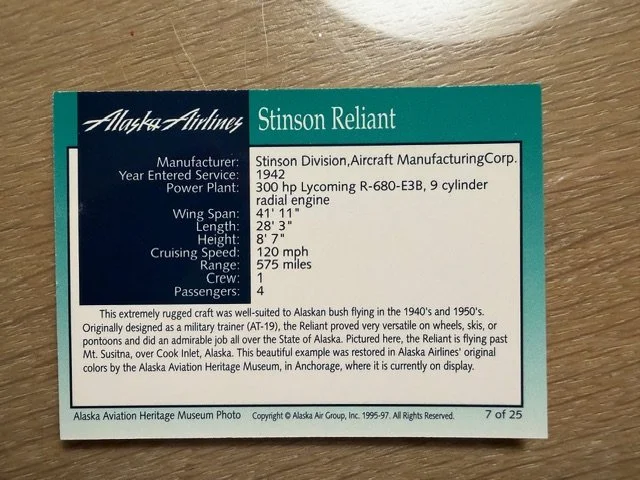 Alaska Airlines Stinson Reliant
Manufacturer: Stinson Division,Aircraft ManufacturingCorp.
Year Entered Service: 1942
Power Plant: 300 hp Lycoming R-680-E3B, 9 cylinder
radial engine
Wing Span: 41' 11"
Length: 28' 3"
Height: 8' 7"
Cruising Speed: 120 mph
Range: 575 miles
Crew: 1
Passengers: 4
This extremely rugged craft was well-suited to Alaskan bush flying in the 1940's and 1950's.
Originally designed as a military trainer (AT-19), the Reliant proved very versatile on wheels, skis, or
pontoons and did an admirable job all over the State of Alaska. Pictured here, the Reliant is flying past
Mt. Susitna, over Cook Inlet, Alaska. This beautiful example was restored in Alaska Airlines' original
colors by the Alaska Aviation Heritage Museum, in Anchorage, where it is currently on display.
Alaska Aviation Heritage Museum Photo Copyright © Alaska Air Group, Inc. 1995-97. All Rights Reserved. 7 of 25